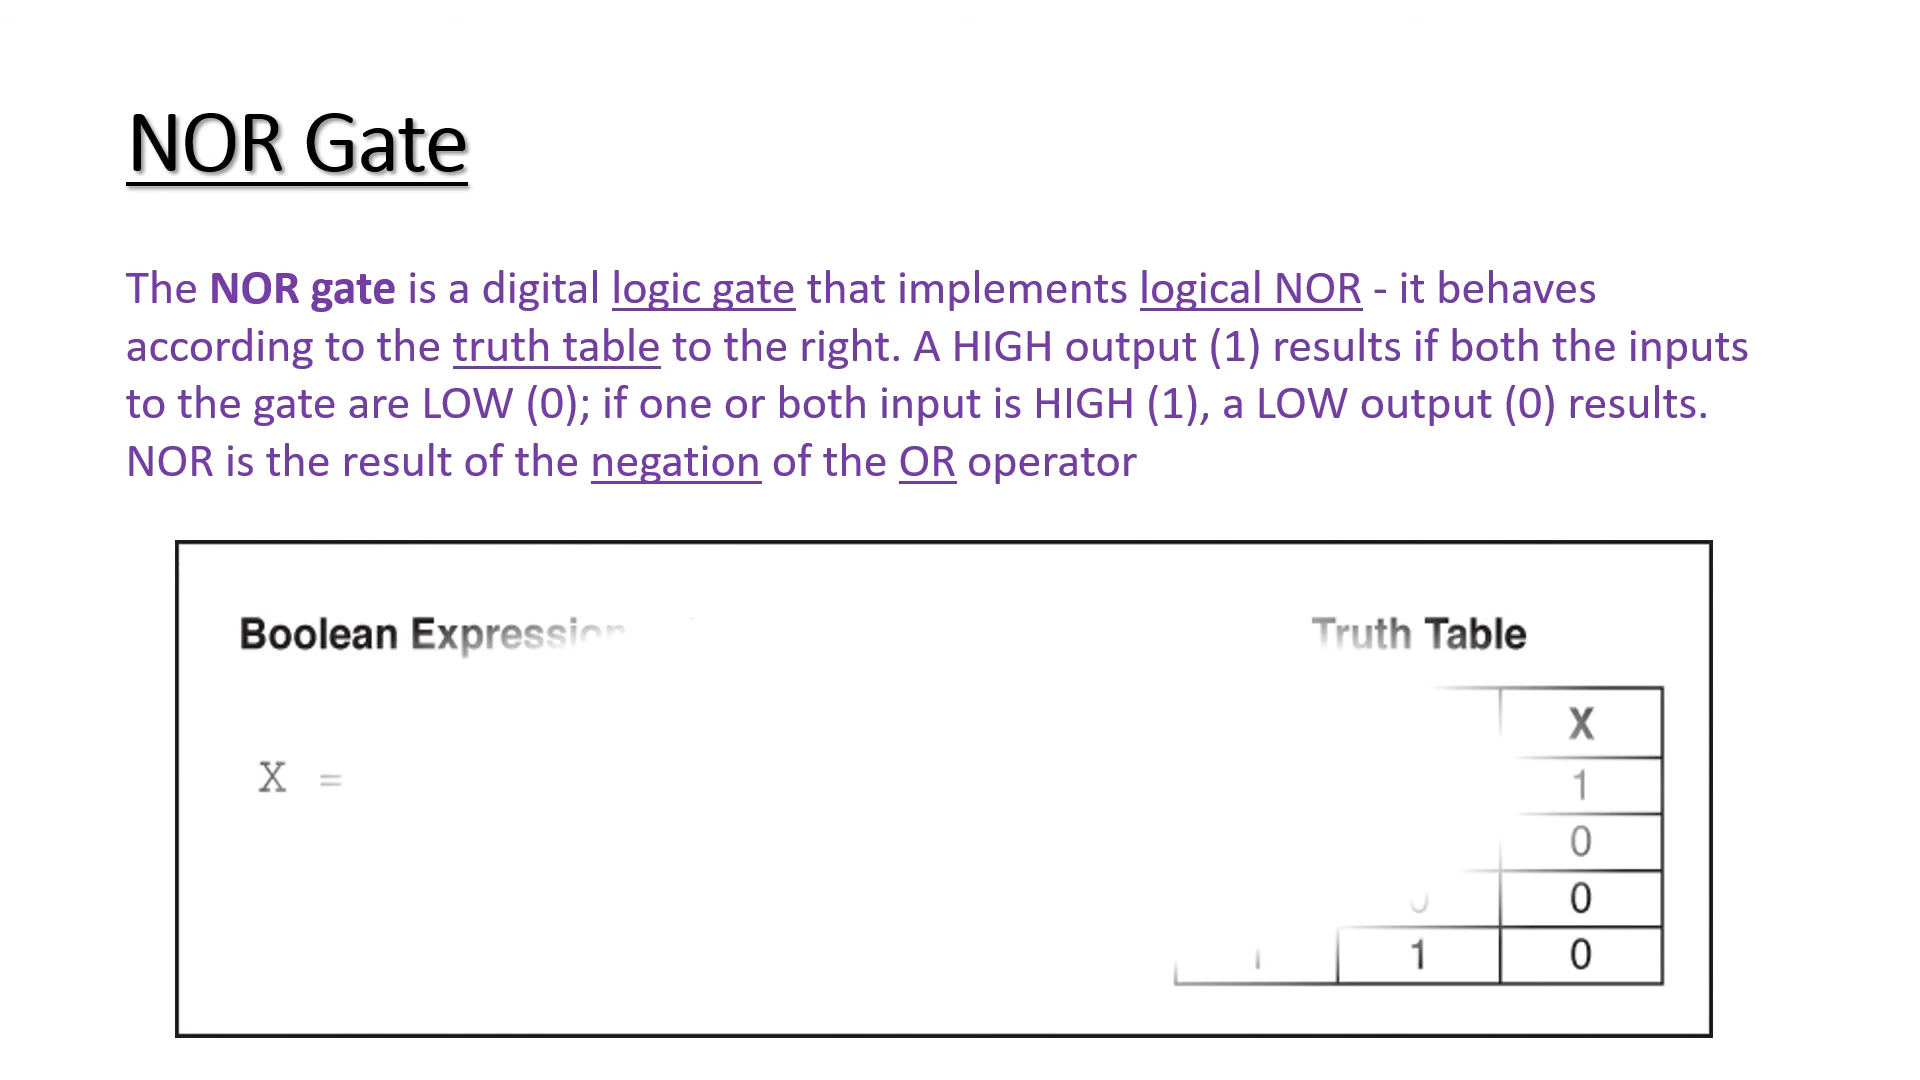 NOR Gate
The NOR gate is a digital logic gate that implements logical NOR - it behaves
according to the truth table to the right. A HIGH output (1) results if both the inputs
to the gate are LOW (0); if one or both input is HIGH (1), a LOW output (0) results.
NOR is the result of the negation of the OR operator
Boolean Expression
Truth Table
X
X =
1
0
0
1 0